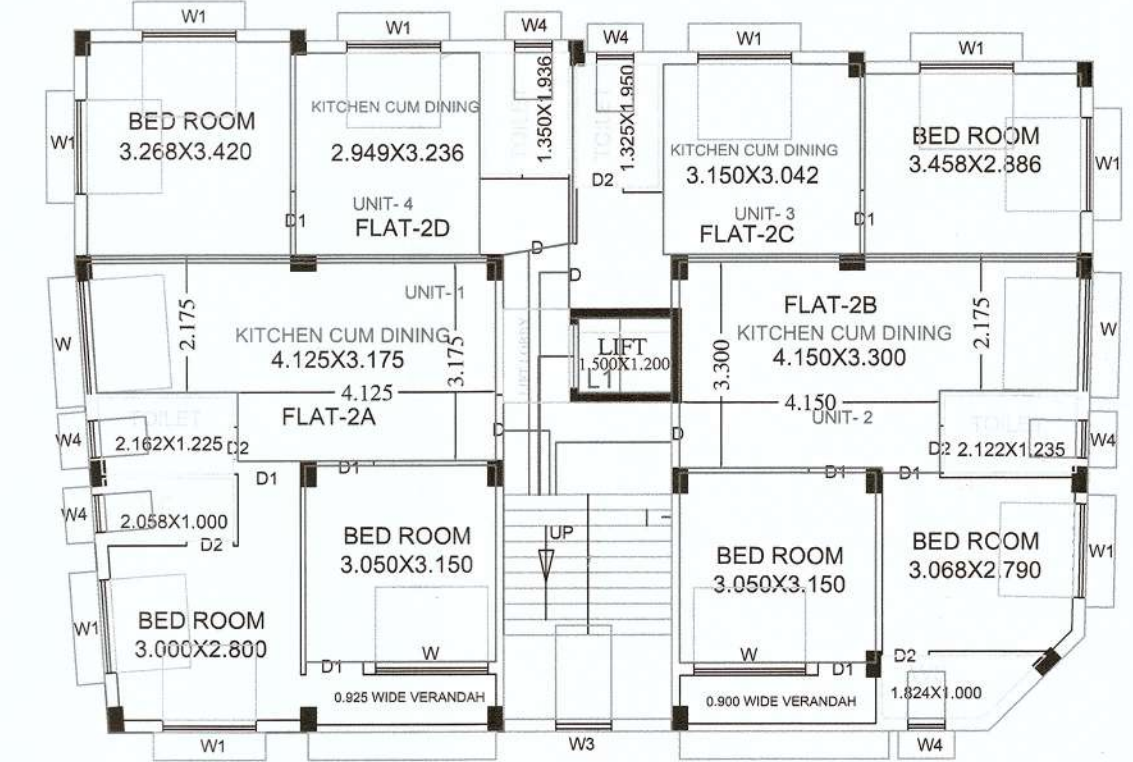 W1
W1
W4
W4
W1
W1
BED ROOM
3.268X3.420
W1
KITCHEN CUM DINING
2.949X3.236
UNIT- 4
FLAT-2D
D1
TOILET
1.350X1.936
TOILET
1.325X1.950
D2
KITCHEN CUM DINING
3.150X3.042
UNIT- 3
FLAT-2C
D1
BED ROOM
3.458X2.886
W1
D
D
W
2.175
UNIT- 1
KITCHEN CUM DINING
4.125X3.175
3.175
4.125
FLAT-2A
LIFT LOBBY
LIFT
1.500X1.200
L1
FLAT-2B
KITCHEN CUM DINING
4.150X3.300
3.300
2.175
4.150
UNIT- 2
W
W4
TOILET
2.162X1.225
D2
D1
D1
D
D
D1
D1
D2
TOILET
2.122X1.235
W4
W4
2.058X1.000
D2
BED ROOM
3.050X3.150
UP
BED ROOM
3.050X3.150
BED ROOM
3.068X2.790
W1
W1
BED ROOM
3.000X2.800
D1
W
W
D1
D2
0.925 WIDE VERANDAH
0.900 WIDE VERANDAH
1.824X1.000
W1
W3
W4